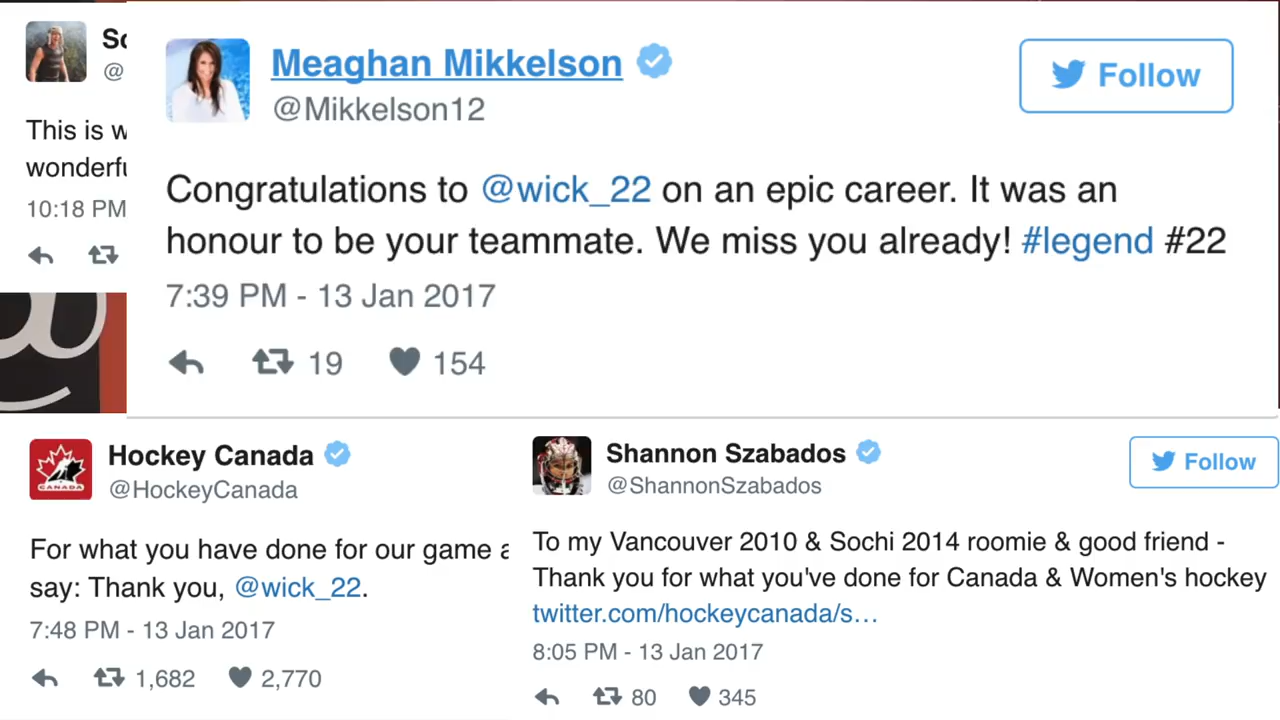 Meaghan Mikkelson
@Mikkelson12
Follow
Congratulations to @wick_22 on an epic career. It was an
honour to be your teammate. We miss you already! #legend #22
7:39 PM - 13 Jan 2017
19 154
@
This is
10:18 PM
Hockey Canada
@HockeyCanada
CANADA
For what you have done for our game
say: Thank you, @wick_22.
7:48 PM - 13 Jan 2017
1,682 2,770
Shannon Szabados
@ShannonSzabados
Follow
To my Vancouver 2010 & Sochi 2014 roomie & good friend -
Thank you for what you've done for Canada & Women's hockey
twitter.com/hockeycanada/s…
8:05 PM - 13 Jan 2017
80 345